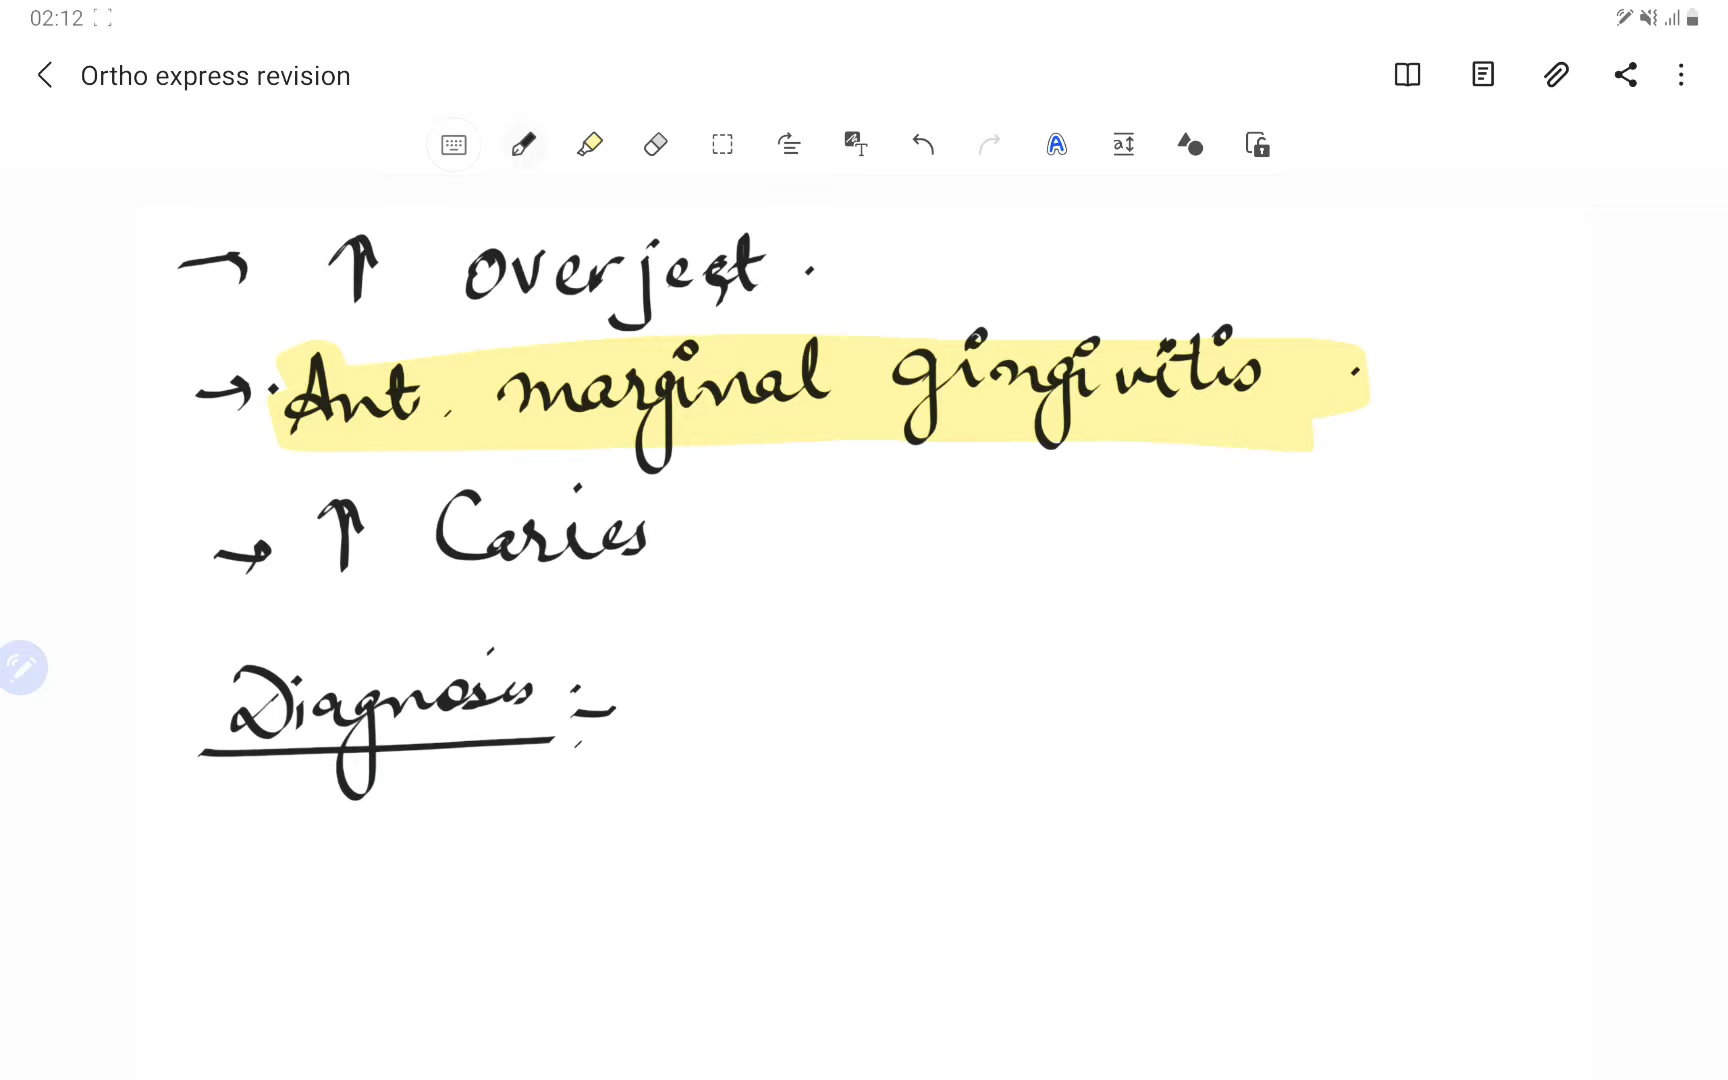 02:12
Ortho express revision
→ ↑ overjet .
→ . Ant. marginal gingivitis .
→ ↑ Caries
Diagnosis :-